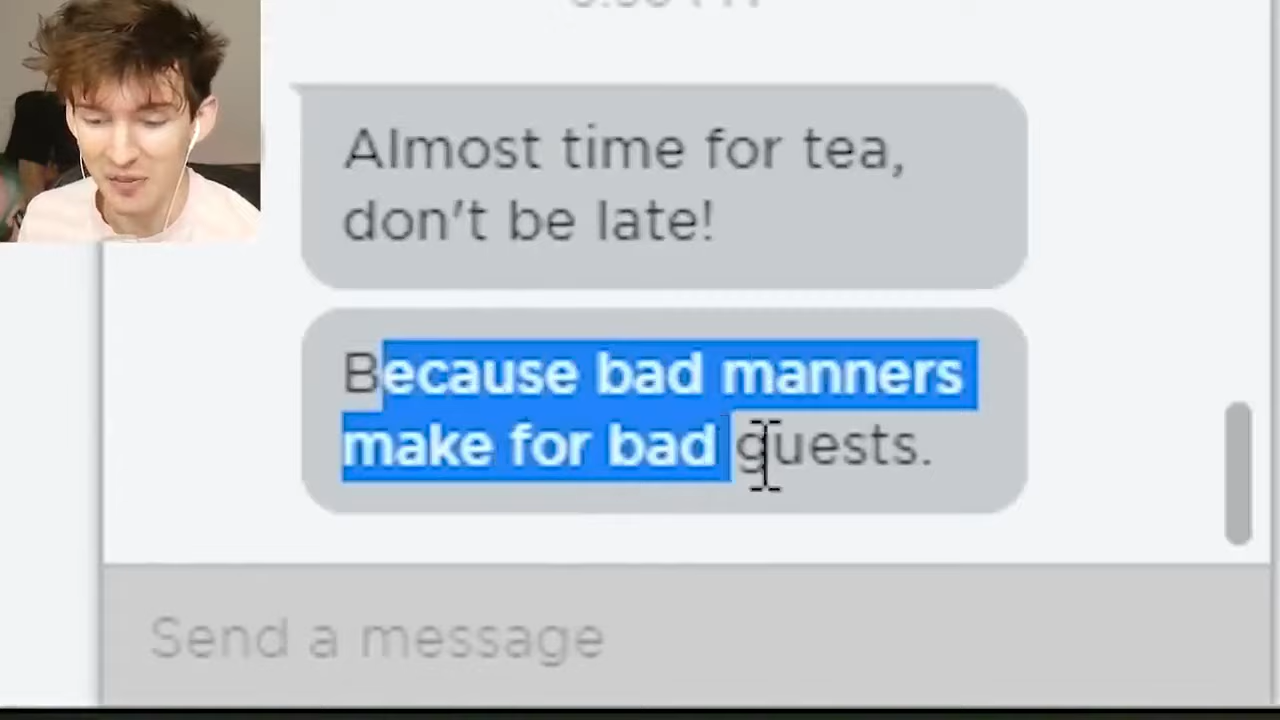 Almost time for tea,
don't be late!
Because bad manners
make for bad guests.
Send a message